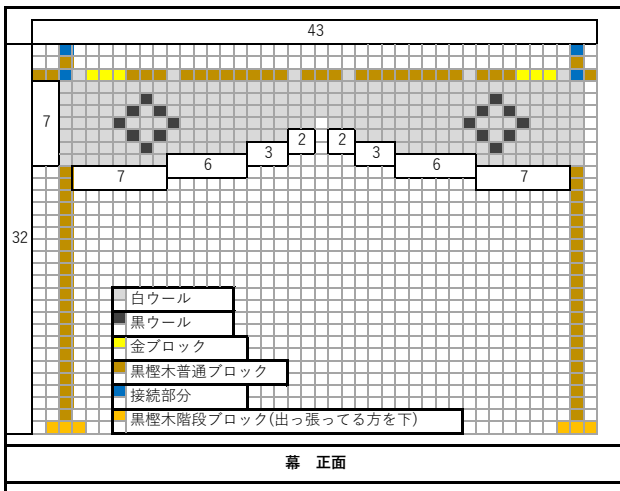 43
7
2
2
3
3
6
6
7
7
32
白ウール
黒ウール
金ブロック
黒樫木普通ブロック
接続部分
黒樫木階段ブロック(出っ張ってる方を下)
幕　正面